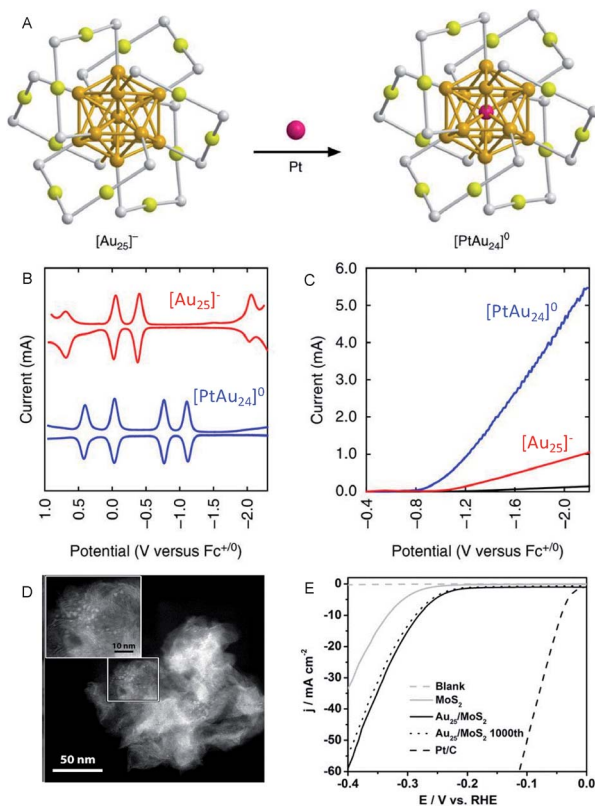 A
Pt
[Au₂₅]⁻
[PtAu₂₄]⁰
B
[Au₂₅]⁻
[PtAu₂₄]⁰
Current (mA)
1.0
0.5
0.0
-0.5
-1.0
-1.5
-2.0
Potential (V versus Fc⁺/⁰)
C
6.0
5.0
4.0
3.0
2.0
1.0
0.0
[PtAu₂₄]⁰
[Au₂₅]⁻
Current (mA)
-0.4
-0.8
-1.2
-1.6
-2.0
Potential (V versus Fc⁺/⁰)
D
10 nm
50 nm
E
0
-10
-20
-30
-40
-50
-60
j / mA cm⁻²
Blank
MoS₂
Au₂₅/MoS₂
Au₂₅/MoS₂ 1000th
Pt/C
-0.4
-0.3
-0.2
-0.1
0.0
E / V vs. RHE